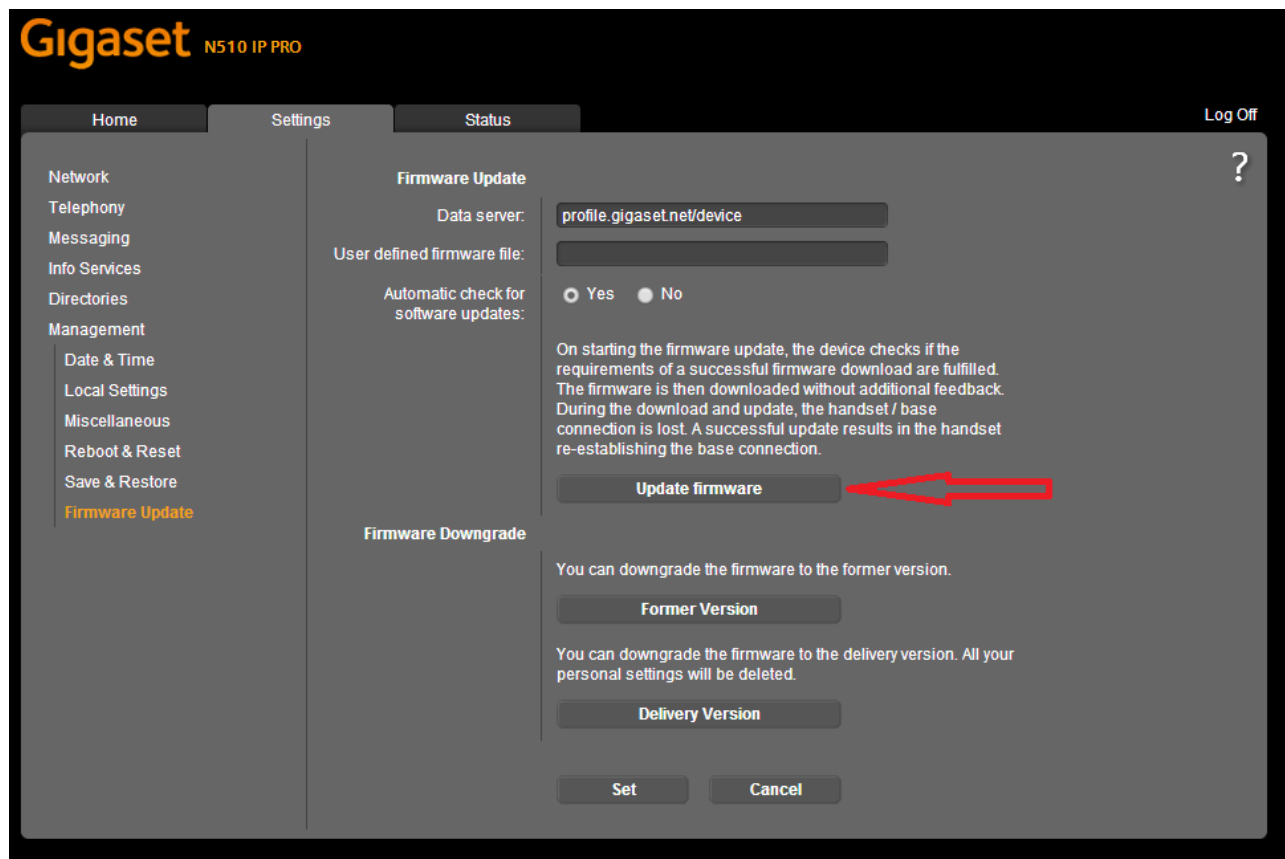 Gigaset N510 IP PRO
Home Settings Status Log Off
?
Network
Telephony
Messaging
Info Services
Directories
Management
Date & Time
Local Settings
Miscellaneous
Reboot & Reset
Save & Restore
Firmware Update
Firmware Update
Data server: profile.gigaset.net/device
User defined firmware file:
Automatic check for
software updates:
Yes No
On starting the firmware update, the device checks if the
requirements of a successful firmware download are fulfilled.
The firmware is then downloaded without additional feedback.
During the download and update, the handset / base
connection is lost. A successful update results in the handset
re-establishing the base connection.
Update firmware
Firmware Downgrade
You can downgrade the firmware to the former version.
Former Version
You can downgrade the firmware to the delivery version. All your
personal settings will be deleted.
Delivery Version
Set Cancel